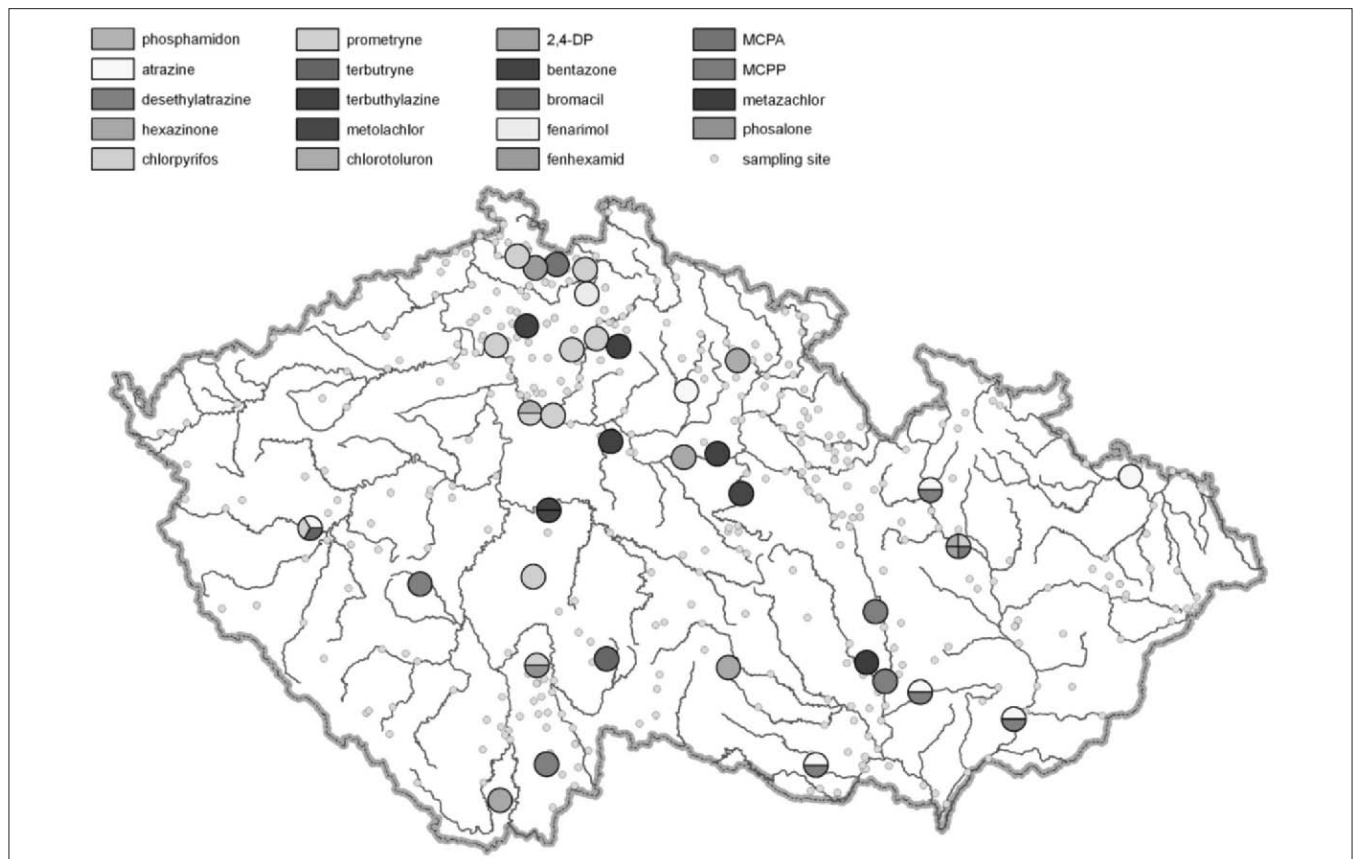 phosphamidon
atrazine
desethylatrazine
hexazinone
chlorpyrifos
prometryne
terbutryne
terbuthylazine
metolachlor
chlorotoluron
2,4-DP
bentazone
bromacil
fenarimol
fenhexamid
MCPA
MCPP
metazachlor
phosalone
sampling site